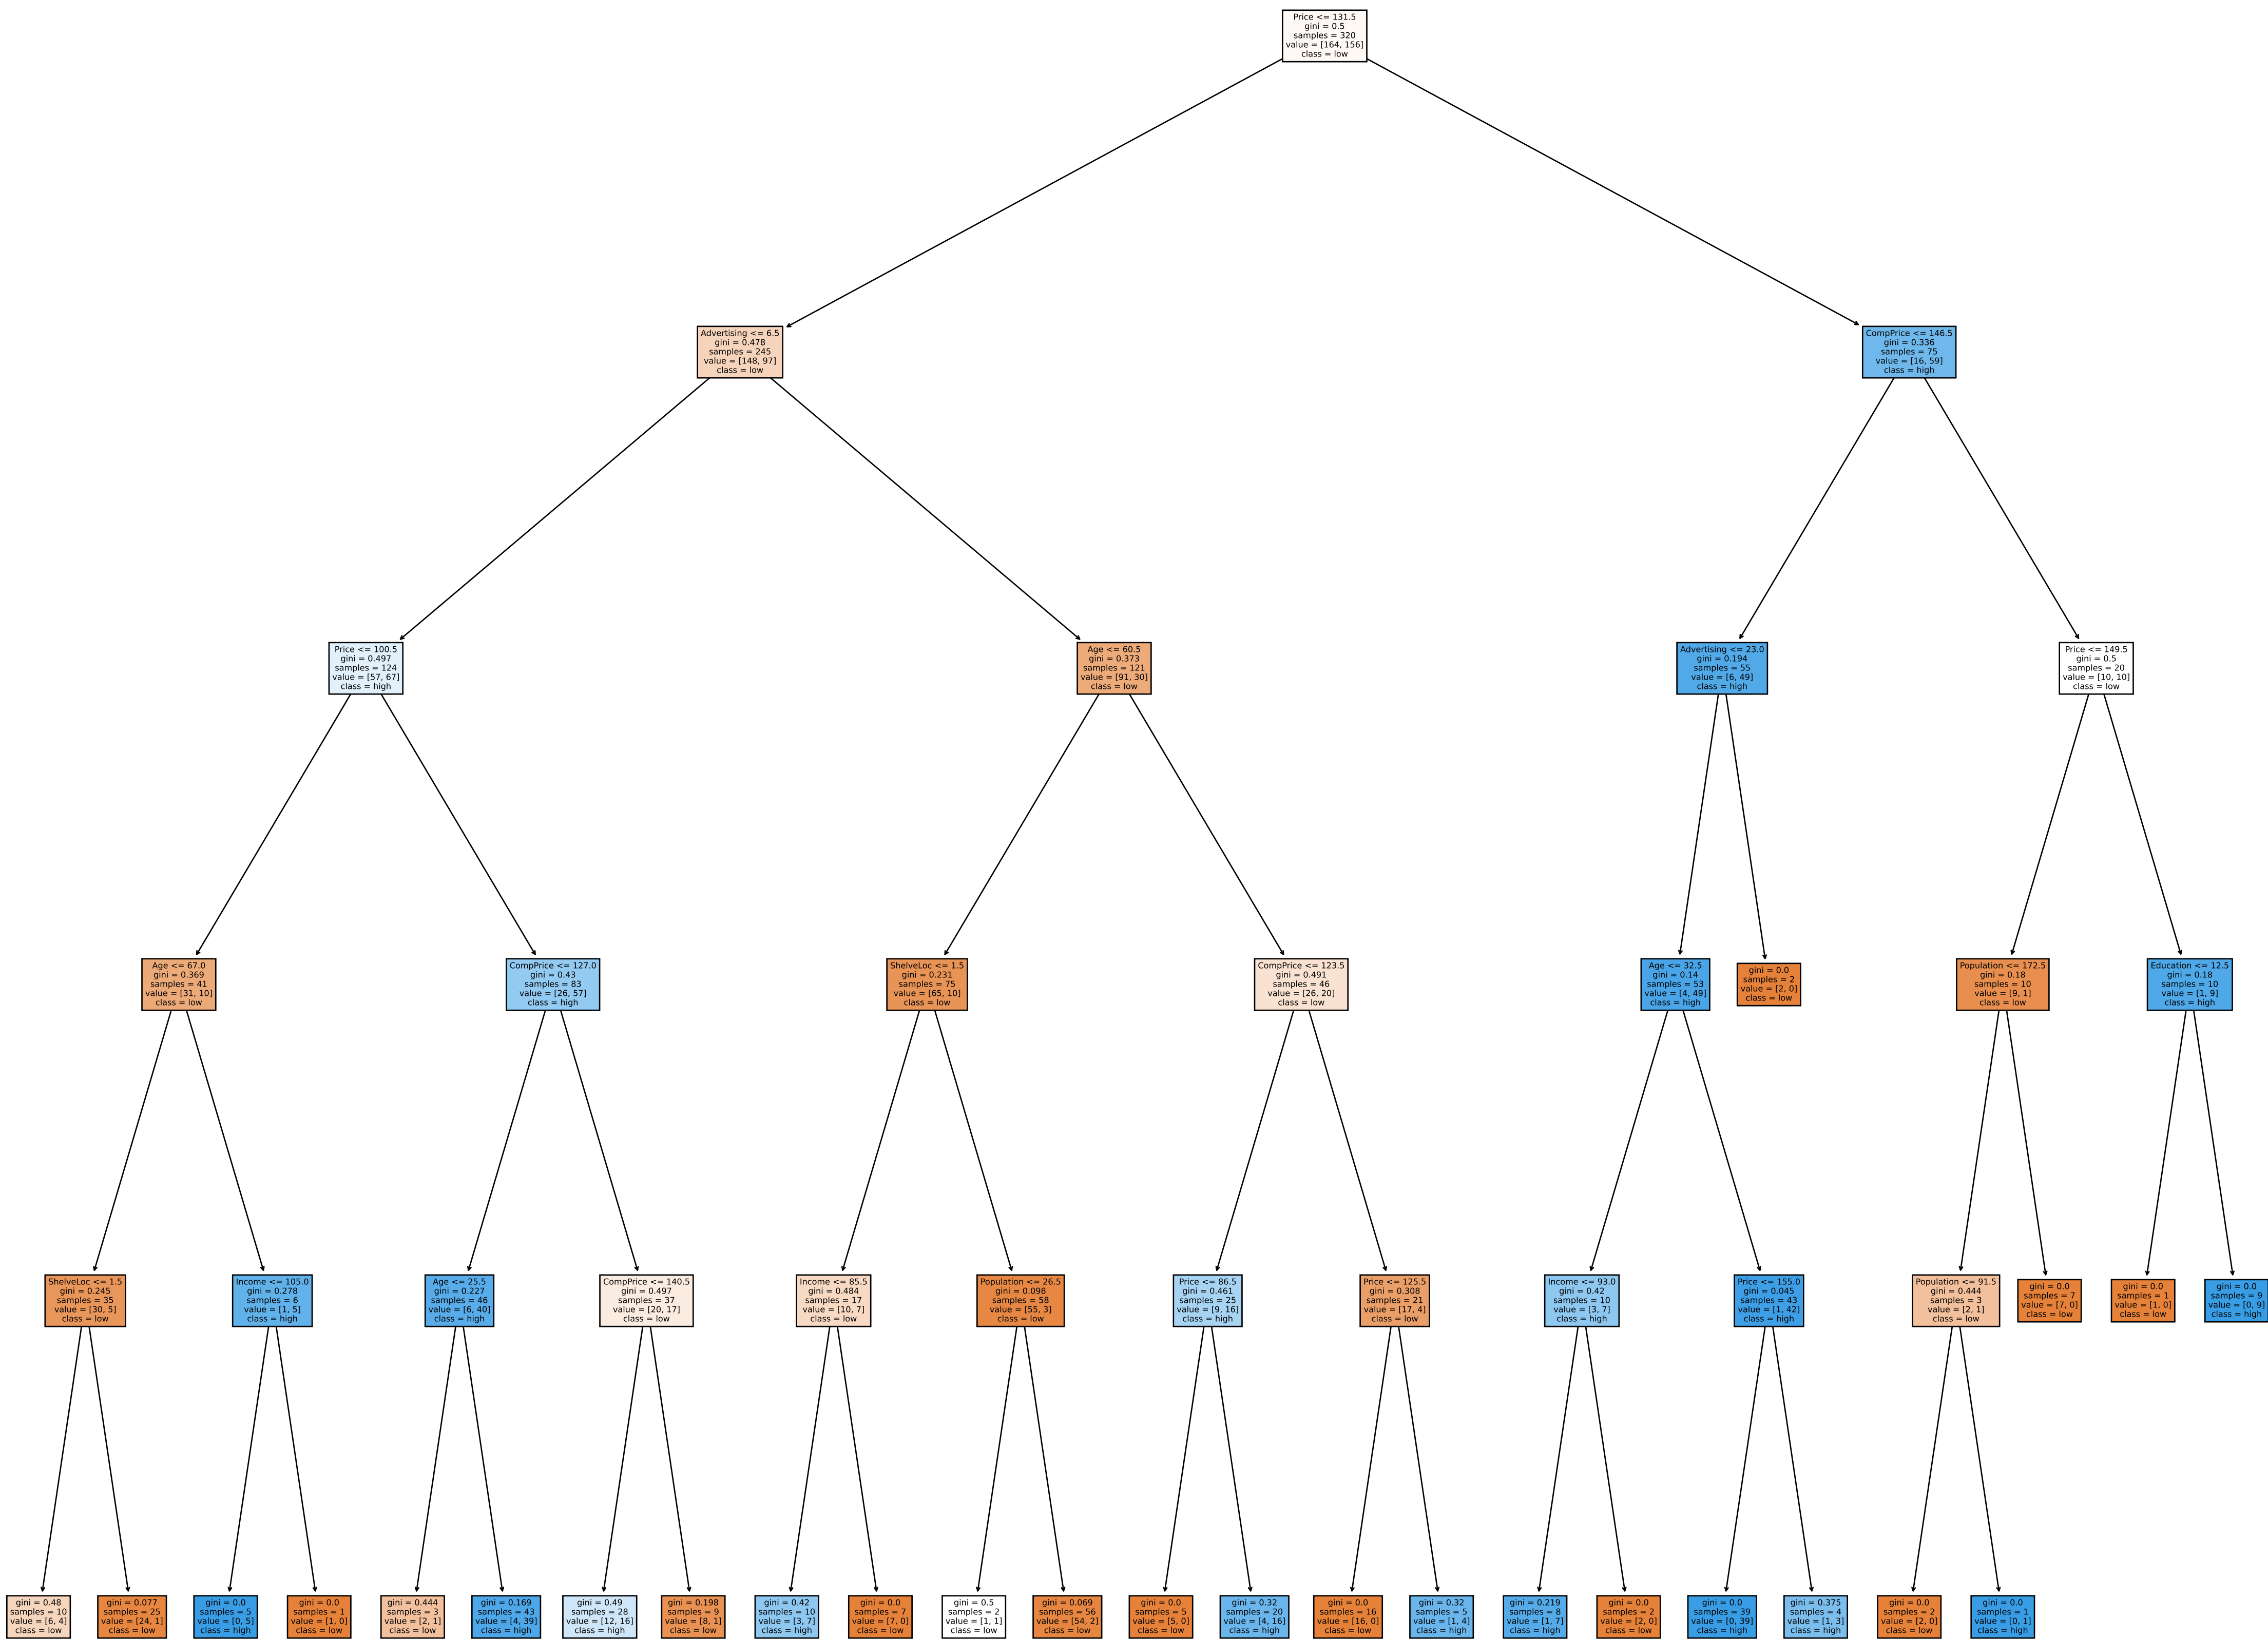 Price <= 131.5
gini = 0.5
samples = 320
value = [164, 156]
class = low
Advertising <= 6.5
gini = 0.478
samples = 245
value = [148, 97]
class = low
CompPrice <= 146.5
gini = 0.336
samples = 75
value = [16, 59]
class = high
Price <= 100.5
gini = 0.497
samples = 124
value = [57, 67]
class = high
Age <= 60.5
gini = 0.373
samples = 121
value = [91, 30]
class = low
Advertising <= 23.0
gini = 0.194
samples = 55
value = [6, 49]
class = high
Price <= 149.5
gini = 0.5
samples = 20
value = [10, 10]
class = low
Age <= 67.0
gini = 0.369
samples = 41
value = [31, 10]
class = low
CompPrice <= 127.0
gini = 0.43
samples = 83
value = [26, 57]
class = high
ShelveLoc <= 1.5
gini = 0.231
samples = 75
value = [65, 10]
class = low
CompPrice <= 123.5
gini = 0.491
samples = 46
value = [26, 20]
class = low
Age <= 32.5
gini = 0.14
samples = 53
value = [4, 49]
class = high
gini = 0.0
samples = 2
value = [2, 0]
class = low
Population <= 172.5
gini = 0.18
samples = 10
value = [9, 1]
class = low
Education <= 12.5
gini = 0.18
samples = 10
value = [1, 9]
class = high
ShelveLoc <= 1.5
gini = 0.245
samples = 35
value = [30, 5]
class = low
Income <= 105.0
gini = 0.278
samples = 6
value = [1, 5]
class = high
Age <= 25.5
gini = 0.227
samples = 46
value = [6, 40]
class = high
CompPrice <= 140.5
gini = 0.497
samples = 37
value = [20, 17]
class = low
Income <= 85.5
gini = 0.484
samples = 17
value = [10, 7]
class = low
Population <= 26.5
gini = 0.098
samples = 58
value = [55, 3]
class = low
Price <= 86.5
gini = 0.461
samples = 25
value = [9, 16]
class = high
Price <= 125.5
gini = 0.308
samples = 21
value = [17, 4]
class = low
Income <= 93.0
gini = 0.42
samples = 10
value = [3, 7]
class = high
Price <= 155.0
gini = 0.045
samples = 43
value = [1, 42]
class = high
Population <= 91.5
gini = 0.444
samples = 3
value = [2, 1]
class = low
gini = 0.0
samples = 7
value = [7, 0]
class = low
gini = 0.0
samples = 1
value = [1, 0]
class = low
gini = 0.0
samples = 9
value = [0, 9]
class = high
gini = 0.48
samples = 10
value = [6, 4]
class = low
gini = 0.077
samples = 25
value = [24, 1]
class = low
gini = 0.0
samples = 5
value = [0, 5]
class = high
gini = 0.0
samples = 1
value = [1, 0]
class = low
gini = 0.444
samples = 3
value = [2, 1]
class = low
gini = 0.169
samples = 43
value = [4, 39]
class = high
gini = 0.49
samples = 28
value = [12, 16]
class = high
gini = 0.198
samples = 9
value = [8, 1]
class = low
gini = 0.42
samples = 10
value = [3, 7]
class = high
gini = 0.0
samples = 7
value = [7, 0]
class = low
gini = 0.5
samples = 2
value = [1, 1]
class = low
gini = 0.069
samples = 56
value = [54, 2]
class = low
gini = 0.0
samples = 5
value = [5, 0]
class = low
gini = 0.32
samples = 20
value = [4, 16]
class = high
gini = 0.0
samples = 16
value = [16, 0]
class = low
gini = 0.32
samples = 5
value = [1, 4]
class = high
gini = 0.219
samples = 8
value = [1, 7]
class = high
gini = 0.0
samples = 2
value = [2, 0]
class = low
gini = 0.0
samples = 39
value = [0, 39]
class = high
gini = 0.375
samples = 4
value = [1, 3]
class = high
gini = 0.0
samples = 2
value = [2, 0]
class = low
gini = 0.0
samples = 1
value = [0, 1]
class = high